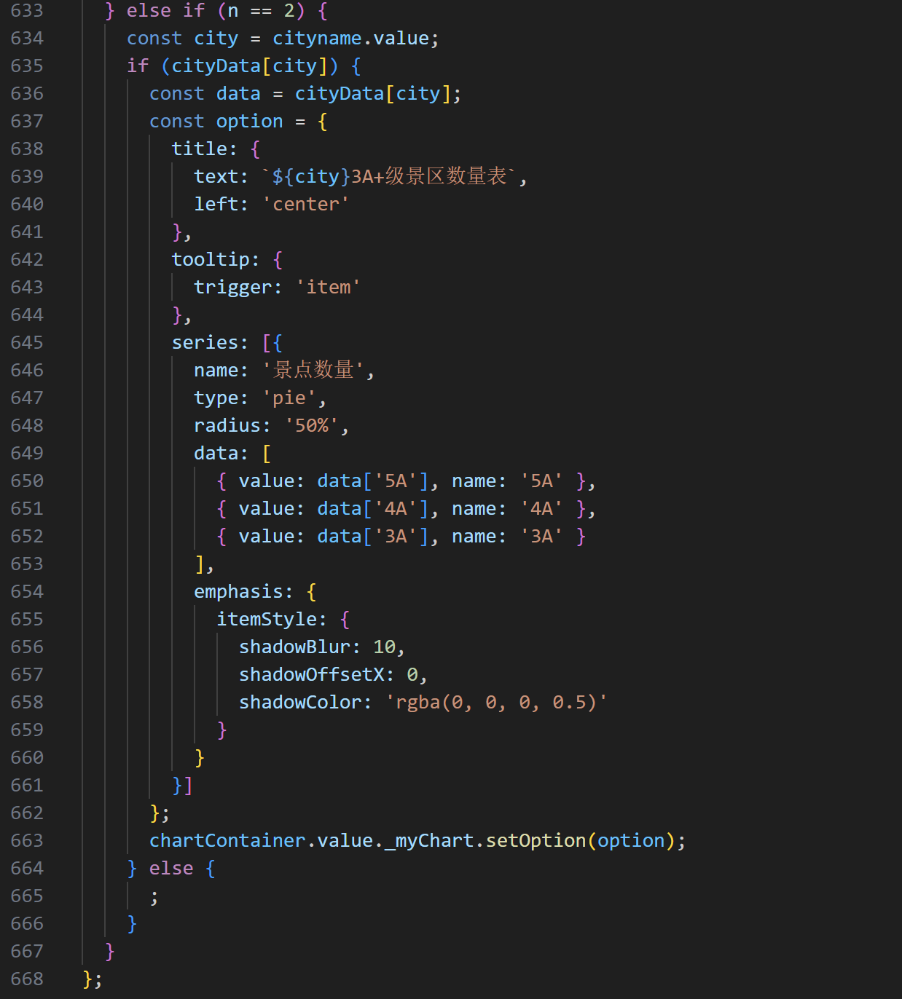 633 } else if (n == 2) {
634 const city = cityname.value;
635 if (cityData[city]) {
636 const data = cityData[city];
637 const option = {
638 title: {
639 text: `${city}3A+级景区数量表`,
640 left: 'center'
641 },
642 tooltip: {
643 trigger: 'item'
644 },
645 series: [{
646 name: '景点数量',
647 type: 'pie',
648 radius: '50%',
649 data: [
650 { value: data['5A'], name: '5A' },
651 { value: data['4A'], name: '4A' },
652 { value: data['3A'], name: '3A' }
653 ],
654 emphasis: {
655 itemStyle: {
656 shadowBlur: 10,
657 shadowOffsetX: 0,
658 shadowColor: 'rgba(0, 0, 0, 0.5)'
659 }
660 }
661 }]
662 };
663 chartContainer.value._myChart.setOption(option);
664 } else {
665 ;
666 }
667 }
668 };